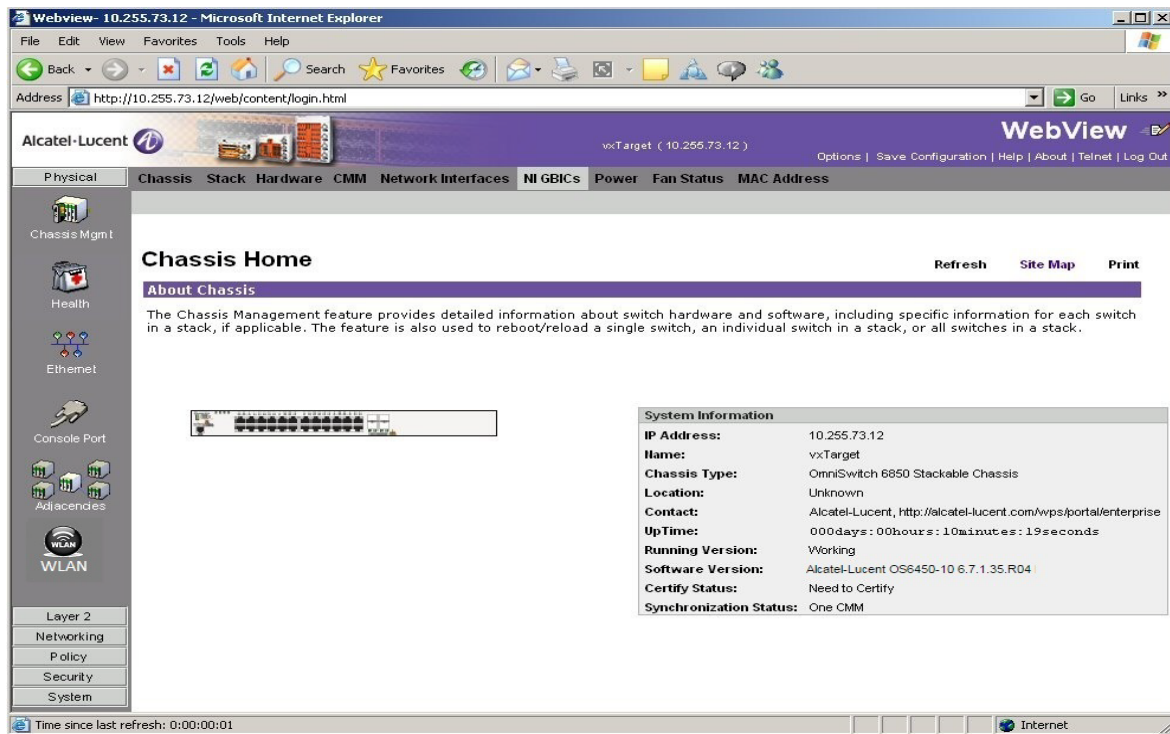 Webview- 10.255.73.12 - Microsoft Internet Explorer
File Edit View Favorites Tools Help
Back Search Favorites
Address http://10.255.73.12/web/content/login.html Go Links »
Alcatel-Lucent
vxTarget ( 10.255.73.12 )
WebView
Options | Save Configuration | Help | About | Telnet | Log Out
Physical
Chassis Stack Hardware CMM Network Interfaces NI GBICs Power Fan Status MAC Address
Chassis Mgmt
Health
Ethernet
Console Port
Adjacencies
WLAN
WLAN
Layer 2
Networking
Policy
Security
System
Chassis Home
Refresh Site Map Print
About Chassis
The Chassis Management feature provides detailed information about switch hardware and software, including specific information for each switch
in a stack, if applicable. The feature is also used to reboot/reload a single switch, an individual switch in a stack, or all switches in a stack.
System Information
IP Address: 10.255.73.12
Name: vxTarget
Chassis Type: OmniSwitch 6850 Stackable Chassis
Location: Unknown
Contact: Alcatel-Lucent, http://alcatel-lucent.com/wps/portal/enterprise
UpTime: 000days:00hours:10minutes:19seconds
Running Version: Working
Software Version: Alcatel-Lucent OS6450-10 6.7.1.35.R04
Certify Status: Need to Certify
Synchronization Status: One CMM
Time since last refresh: 0:00:00:01 Internet